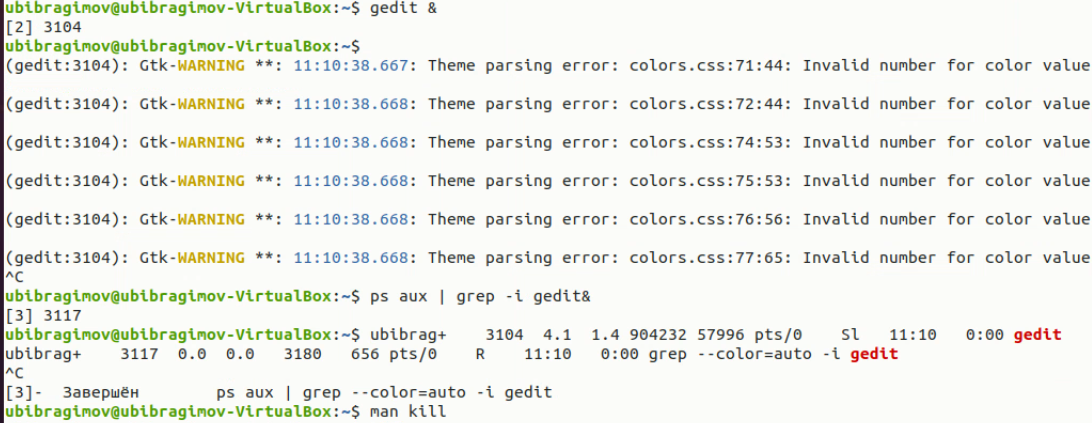 ubibragimov@ubibragimov-VirtualBox:~$ gedit &
[2] 3104
ubibragimov@ubibragimov-VirtualBox:~$
(gedit:3104): Gtk-WARNING **: 11:10:38.667: Theme parsing error: colors.css:71:44: Invalid number for color value
(gedit:3104): Gtk-WARNING **: 11:10:38.668: Theme parsing error: colors.css:72:44: Invalid number for color value
(gedit:3104): Gtk-WARNING **: 11:10:38.668: Theme parsing error: colors.css:74:53: Invalid number for color value
(gedit:3104): Gtk-WARNING **: 11:10:38.668: Theme parsing error: colors.css:75:53: Invalid number for color value
(gedit:3104): Gtk-WARNING **: 11:10:38.668: Theme parsing error: colors.css:76:56: Invalid number for color value
(gedit:3104): Gtk-WARNING **: 11:10:38.668: Theme parsing error: colors.css:77:65: Invalid number for color value
^C
ubibragimov@ubibragimov-VirtualBox:~$ ps aux | grep -i gedit&
[3] 3117
ubibragimov@ubibragimov-VirtualBox:~$ ubibrag+    3104  4.1  1.4 904232 57996 pts/0    Sl   11:10   0:00 gedit
ubibrag+    3117  0.0  0.0   3180   656 pts/0    R    11:10   0:00 grep --color=auto -i gedit
^C
[3]-  Завершён        ps aux | grep --color=auto -i gedit
ubibragimov@ubibragimov-VirtualBox:~$ man kill